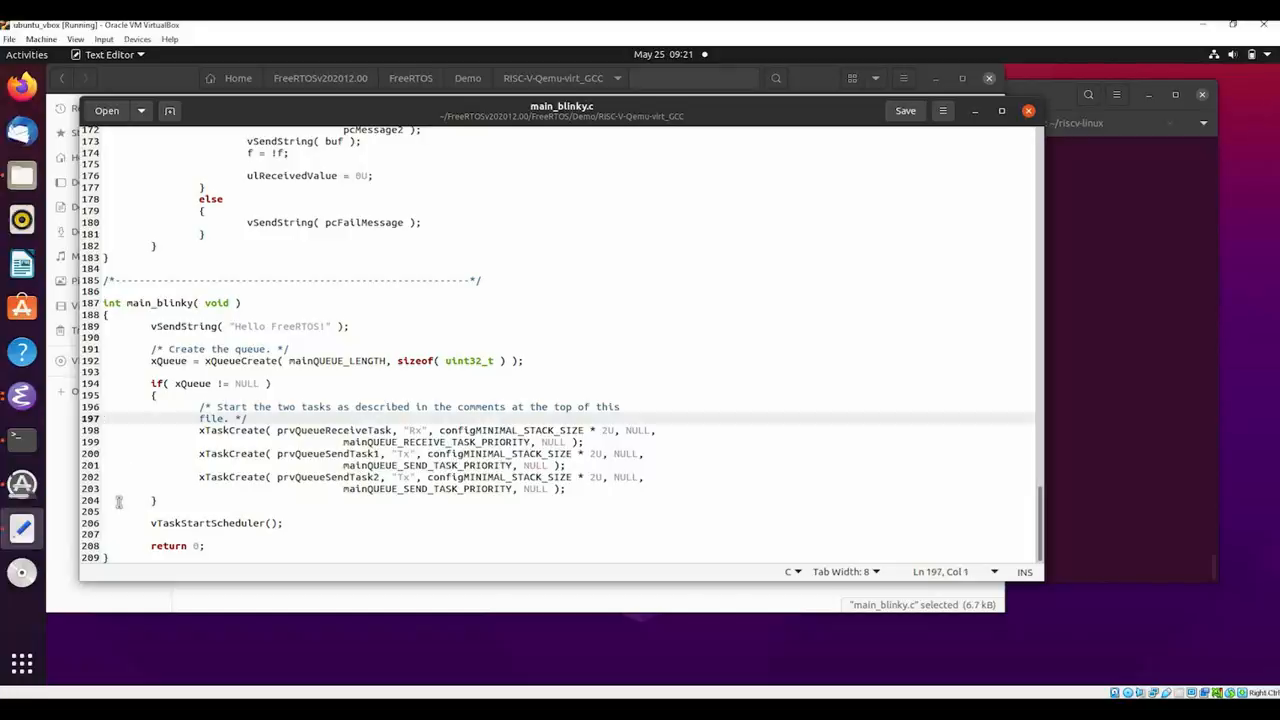 ubuntu_vbox [Running] - Oracle VM VirtualBox
File Machine View Input Devices Help
Activities Text Editor May 25 09:21
Home FreeRTOSv202012.00 FreeRTOS Demo RISC-V-Qemu-virt_GCC
Open main_blinky.c Save
~/FreeRTOSv202012.00/FreeRTOS/Demo/RISC-V-Qemu-virt_GCC
~/riscv-linux
172 pcMessage2 );
173 vSendString( buf );
174 f = !f;
175
176 ulReceivedValue = 0U;
177 }
178 else
179 {
180 vSendString( pcFailMessage );
181 }
182 }
183 }
184
185 /*-----------------------------------------------------------*/
186
187 int main_blinky( void )
188 {
189 vSendString( "Hello FreeRTOS!" );
190
191 /* Create the queue. */
192 xQueue = xQueueCreate( mainQUEUE_LENGTH, sizeof( uint32_t ) );
193
194 if( xQueue != NULL )
195 {
196 /* Start the two tasks as described in the comments at the top of this
197 file. */
198 xTaskCreate( prvQueueReceiveTask, "Rx", configMINIMAL_STACK_SIZE * 2U, NULL,
199 mainQUEUE_RECEIVE_TASK_PRIORITY, NULL );
200 xTaskCreate( prvQueueSendTask1, "Tx", configMINIMAL_STACK_SIZE * 2U, NULL,
201 mainQUEUE_SEND_TASK_PRIORITY, NULL );
202 xTaskCreate( prvQueueSendTask2, "Tx", configMINIMAL_STACK_SIZE * 2U, NULL,
203 mainQUEUE_SEND_TASK_PRIORITY, NULL );
204 }
205
206 vTaskStartScheduler();
207
208 return 0;
209 }
C Tab Width: 8 Ln 197, Col 1 INS
"main_blinky.c" selected (6.7 kB)
Right Ctrl